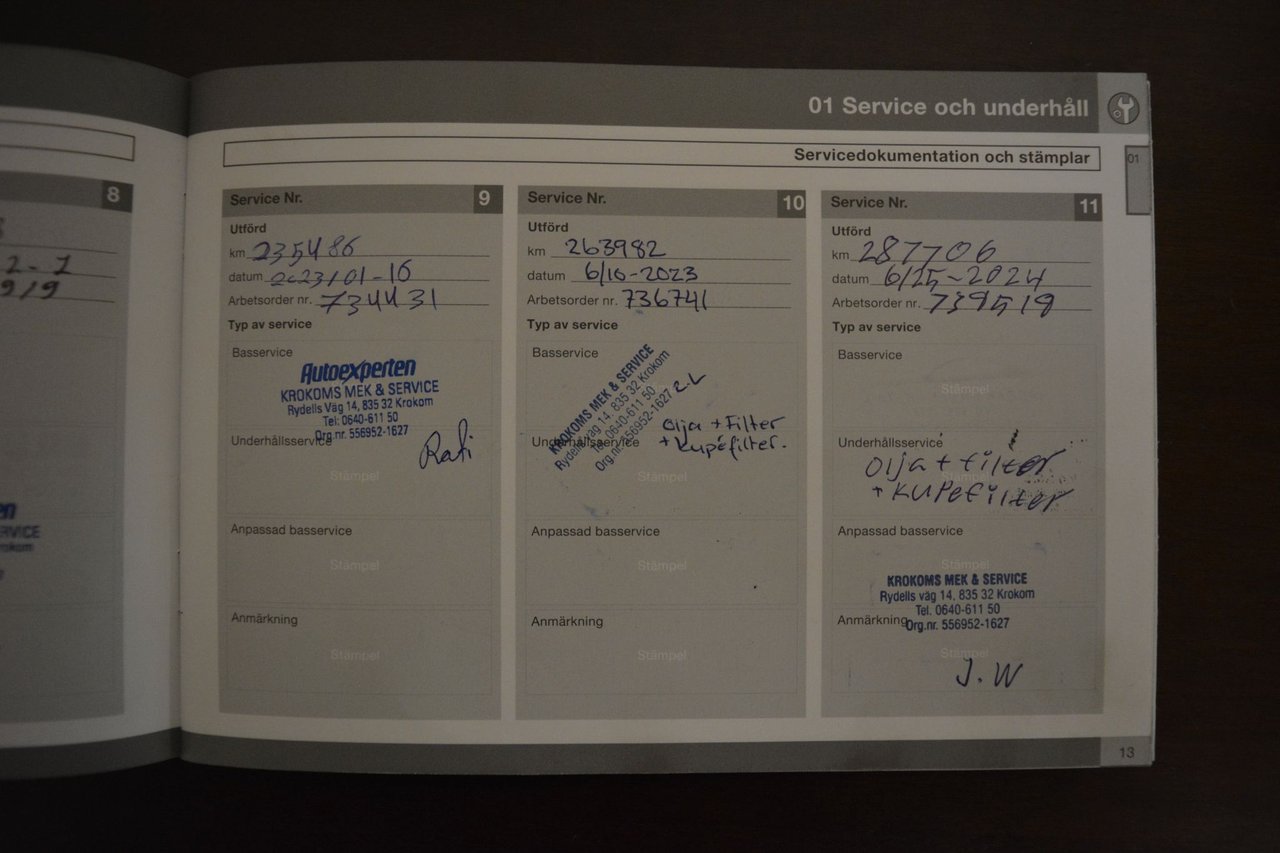 01 Service och underhåll
Servicedokumentation och stämplar
01
8
2-1
919
Service Nr. 9
Utförd
km 235486
datum 2023/01-16
Arbetsorder nr. 734431
Typ av service
Basservice
Autoexperten
KROKOMS MEK & SERVICE
Rydells Väg 14, 835 32 Krokom
Tel: 0640-611 50
Org.nr. 556952-1627
Underhållsservice
Stämpel
Anpassad basservice
Stämpel
Anmärkning
Stämpel
Service Nr. 10
Utförd
km 263982
datum 6/10-2023
Arbetsorder nr. 736741
Typ av service
Basservice
KROKOMS MEK & SERVICE
Rydells väg 14, 835 32 Krokom
Tel. 0640-611 50
Org.nr. 556952-1627
Olja + Filter
Underhållsservice
+ kupéfilter.
Stämpel
Anpassad basservice
Stämpel
Anmärkning
Stämpel
Service Nr. 11
Utförd
km 287706
datum 6/25-2024
Arbetsorder nr. 739519
Typ av service
Basservice
Stämpel
Underhållsservice
Olja + filter
+ KUPefilter
Anpassad basservice
Stämpel
KROKOMS MEK & SERVICE
Rydells väg 14, 835 32 Krokom
Tel. 0640-611 50
Anmärkning
Org.nr. 556952-1627
Stämpel
J.W
13